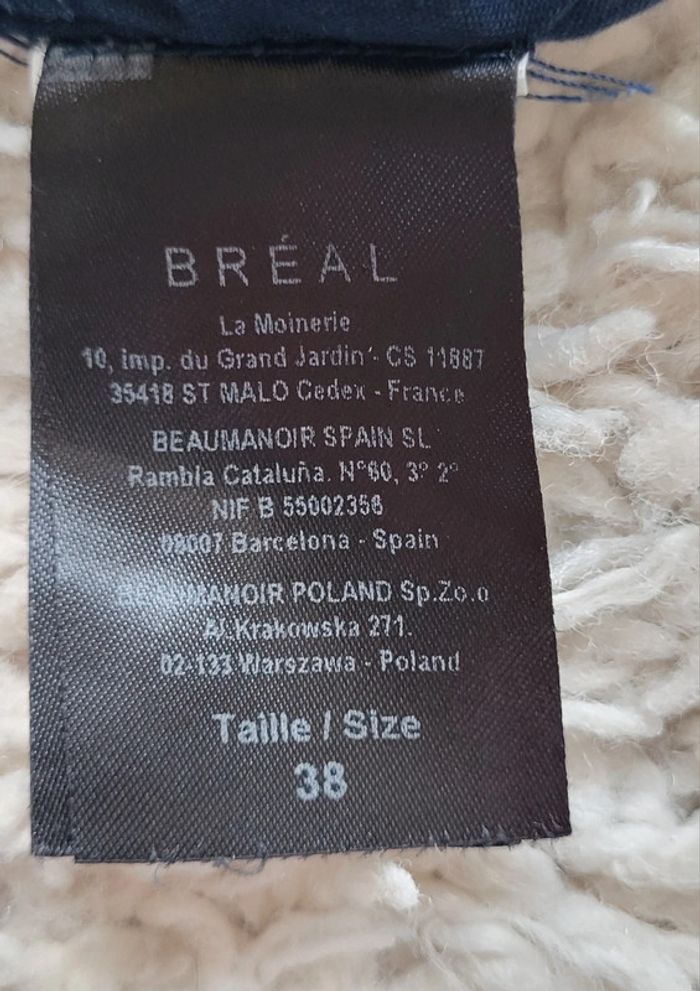 BRÉAL
La Moinerie
10, imp. du Grand Jardin - CS 11887
35418 ST MALO Cedex - France
BEAUMANOIR SPAIN SL
Rambla Cataluña. N°60, 3° 2°
NIF B 55002356
08007 Barcelona - Spain
BEAUMANOIR POLAND Sp.Zo.o
Al Krakowska 271.
02-133 Warszawa - Poland
Taille / Size
38